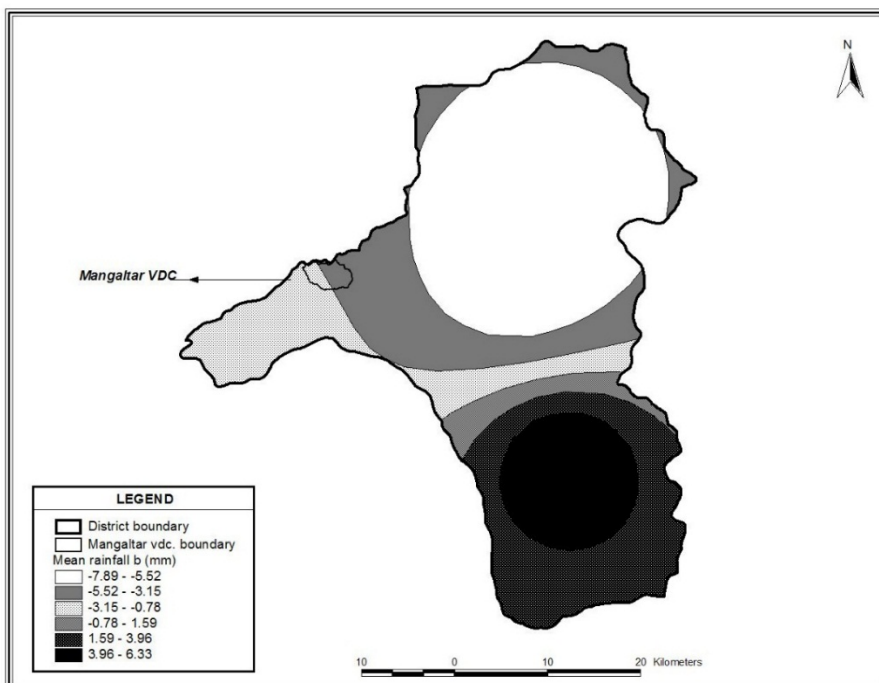 N
Mangaltar VDC
LEGEND
District boundary
Mangaltar vdc. boundary
Mean rainfall b (mm)
-7.89 - -5.52
-5.52 - -3.15
-3.15 - -0.78
-0.78 - 1.59
1.59 - 3.96
3.96 - 6.33
10 0 10 20 Kilometers